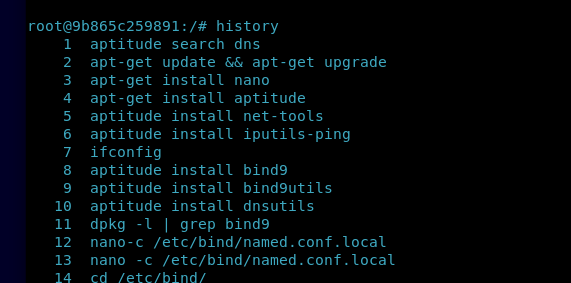 root@9b865c259891:/# history
1 aptitude search dns
2 apt-get update && apt-get upgrade
3 apt-get install nano
4 apt-get install aptitude
5 aptitude install net-tools
6 aptitude install iputils-ping
7 ifconfig
8 aptitude install bind9
9 aptitude install bind9utils
10 aptitude install dnsutils
11 dpkg -l | grep bind9
12 nano-c /etc/bind/named.conf.local
13 nano -c /etc/bind/named.conf.local
14 cd /etc/bind/